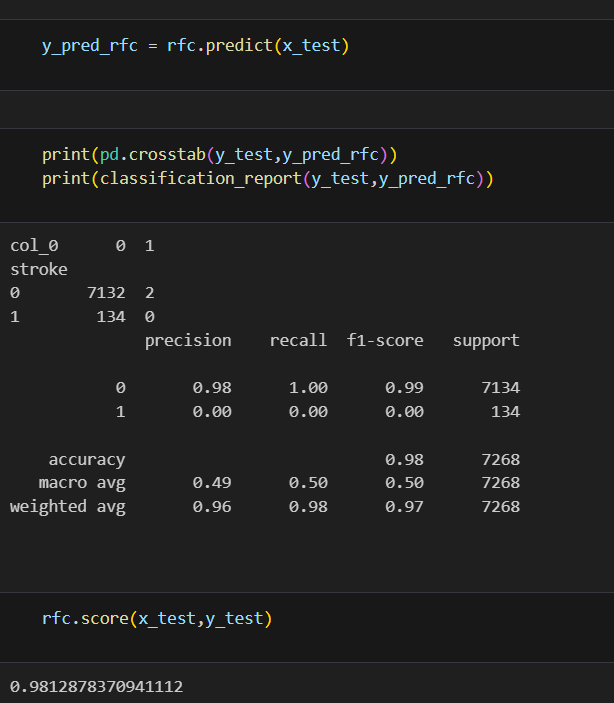 y_pred_rfc = rfc.predict(x_test)
print(pd.crosstab(y_test,y_pred_rfc))
print(classification_report(y_test,y_pred_rfc))
col_0 0 1
stroke
0 7132 2
1 134 0
precision recall f1-score support
0 0.98 1.00 0.99 7134
1 0.00 0.00 0.00 134
accuracy 0.98 7268
macro avg 0.49 0.50 0.50 7268
weighted avg 0.96 0.98 0.97 7268
rfc.score(x_test,y_test)
0.9812878370941112